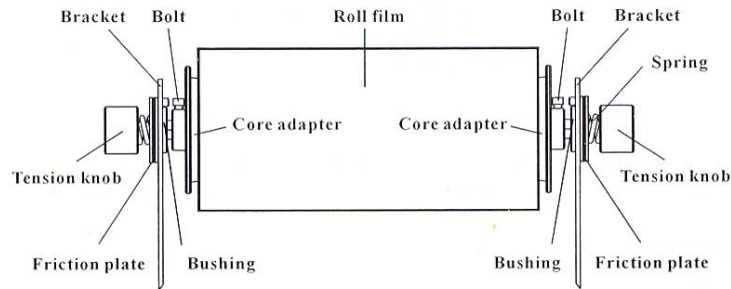 Bracket Bolt Roll film Bolt Bracket
Spring
Core adapter Core adapter
Tension knob Tension knob
Friction plate Bushing Bushing Friction plate